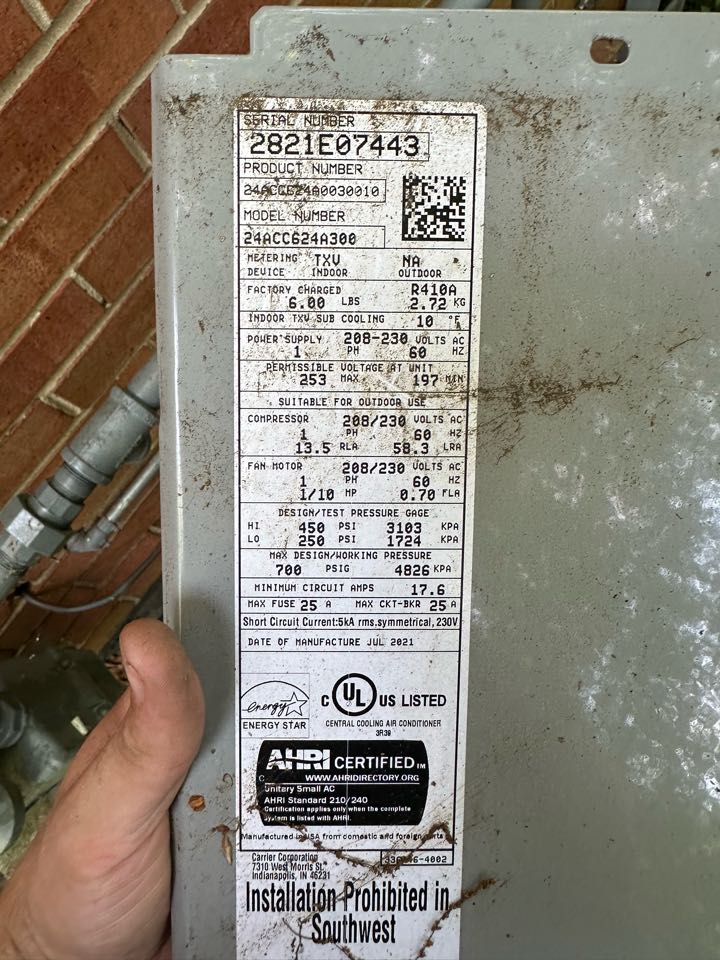 SERIAL NUMBER
2821E07443
PRODUCT NUMBER
24ACC624A0030010
MODEL NUMBER
24ACC624A300
METERING TXV NA
DEVICE INDOOR OUTDOOR
FACTORY CHARGED R410A
6.00 LBS 2.72 KG
INDOOR TXV SUB COOLING 10 °F
POWER SUPPLY 208-230 VOLTS AC
1 PH 60 HZ
PERMISSIBLE VOLTAGE AT UNIT
253 MAX 197 MIN
SUITABLE FOR OUTDOOR USE
COMPRESSOR 208/230 VOLTS AC
1 PH 60 HZ
13.5 RLA 58.3 LRA
FAN MOTOR 208/230 VOLTS AC
1 PH 60 HZ
1/10 HP 0.70 FLA
DESIGN/TEST PRESSURE GAGE
HI 450 PSI 3103 KPA
LO 250 PSI 1724 KPA
MAX DESIGN/WORKING PRESSURE
700 PSIG 4826 KPA
MINIMUM CIRCUIT AMPS 17.6
MAX FUSE 25 A MAX CKT-BKR 25 A
Short Circuit Current:5kA rms,symmetrical, 230V
DATE OF MANUFACTURE JUL 2021
energy
ENERGY STAR
C UL US LISTED
CENTRAL COOLING AIR CONDITIONER
3R39
AHRI CERTIFIED TM
WWW.AHRIDIRECTORY.ORG
Unitary Small AC
AHRI Standard 210/240
Certification applies only when the complete
system is listed with AHRI.
Manufactured in USA from domestic and foreign parts
Carrier Corporation
7310 West Morris St.
Indianapolis, IN 46231
Installation Prohibited in
Southwest